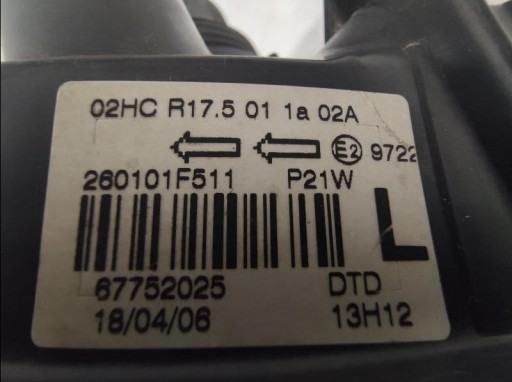 02HC R17.5 01 1a 02A
E2 9722
260101F511 P21W
L
67752025 DTD
18/04/06 13H12